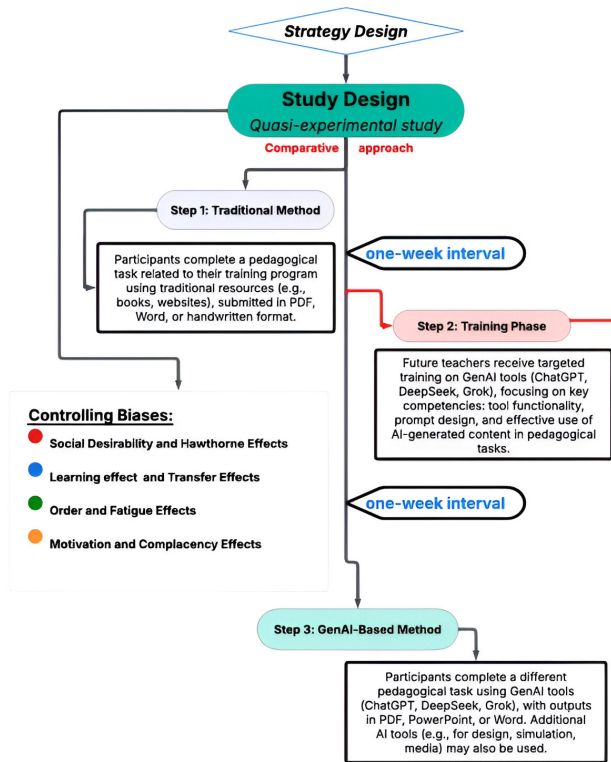 Strategy Design
Study Design
Quasi-experimental study
Comparative approach
Step 1: Traditional Method
Participants complete a pedagogical
task related to their training program
using traditional resources (e.g.,
books, websites), submitted in PDF,
Word, or handwritten format.
one-week interval
Step 2: Training Phase
Future teachers receive targeted
training on GenAI tools (ChatGPT,
DeepSeek, Grok), focusing on key
competencies: tool functionality,
prompt design, and effective use of
AI-generated content in pedagogical
tasks.
Controlling Biases:
Social Desirability and Hawthorne Effects
Learning effect and Transfer Effects
Order and Fatigue Effects
Motivation and Complacency Effects
one-week interval
Step 3: GenAI-Based Method
Participants complete a different
pedagogical task using GenAI tools
(ChatGPT, DeepSeek, Grok), with outputs
in PDF, PowerPoint, or Word. Additional
AI tools (e.g., for design, simulation,
media) may also be used.